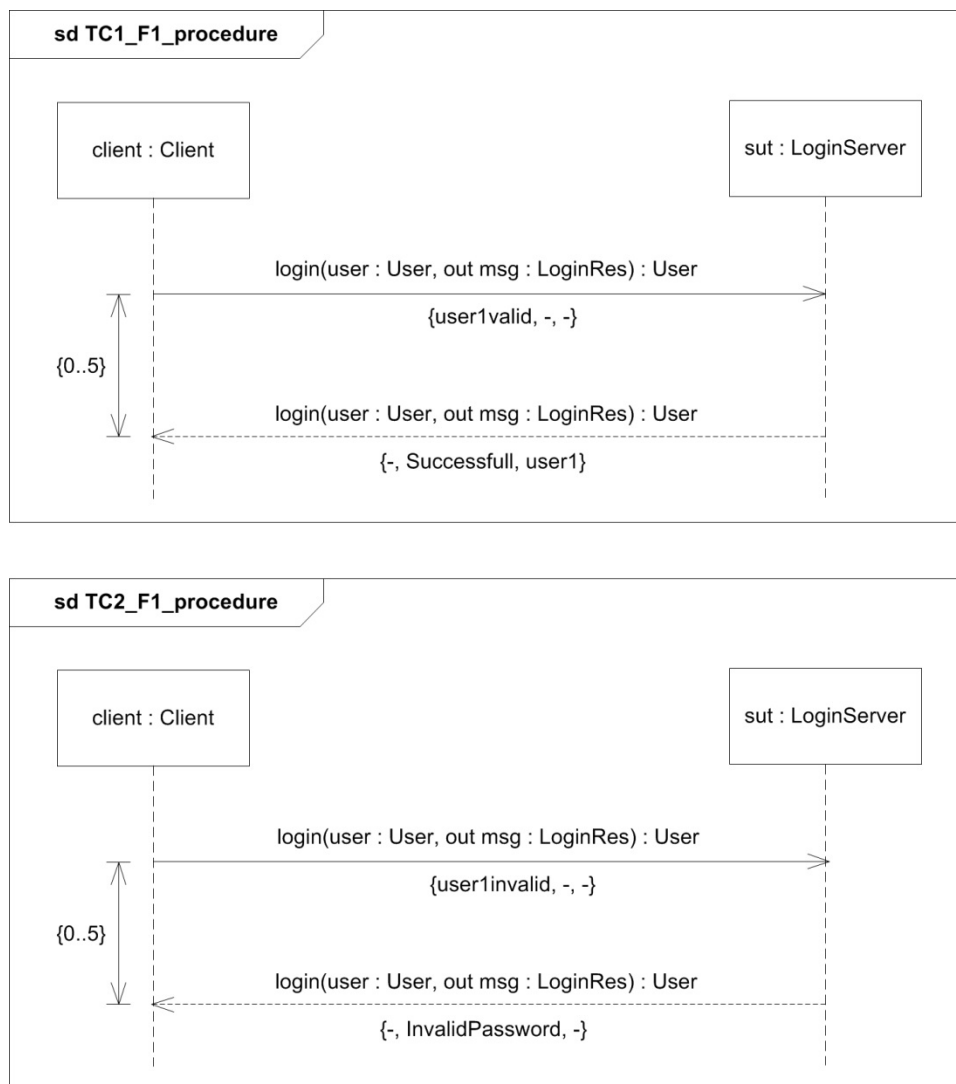 sd TC1_F1_procedure
client : Client
sut : LoginServer
login(user : User, out msg : LoginRes) : User
{user1valid, -, -}
{0..5}
login(user : User, out msg : LoginRes) : User
{-, Successfull, user1}
sd TC2_F1_procedure
client : Client
sut : LoginServer
login(user : User, out msg : LoginRes) : User
{user1invalid, -, -}
{0..5}
login(user : User, out msg : LoginRes) : User
{-, InvalidPassword, -}